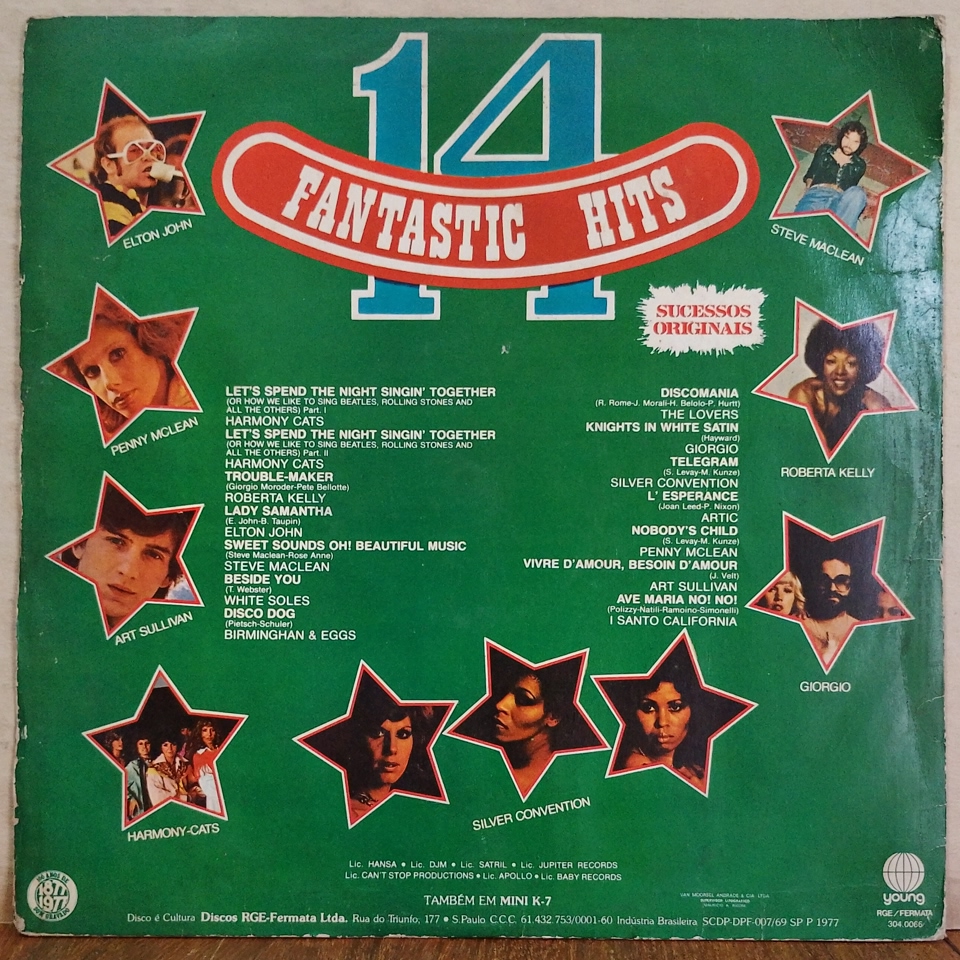 14
FANTASTIC HITS
ELTON JOHN
STEVE MACLEAN
SUCESSOS
ORIGINAIS
PENNY MCLEAN
ROBERTA KELLY
ART SULLIVAN
GIORGIO
HARMONY-CATS
SILVER CONVENTION
LET'S SPEND THE NIGHT SINGIN' TOGETHER
(OR HOW WE LIKE TO SING BEATLES, ROLLING STONES AND
ALL THE OTHERS) Part. I
HARMONY CATS
LET'S SPEND THE NIGHT SINGIN' TOGETHER
(OR HOW WE LIKE TO SING BEATLES, ROLLING STONES AND
ALL THE OTHERS) Part. II
HARMONY CATS
TROUBLE-MAKER
(Giorgio Moroder-Pete Bellotte)
ROBERTA KELLY
LADY SAMANTHA
(E. John-B. Taupin)
ELTON JOHN
SWEET SOUNDS OH! BEAUTIFUL MUSIC
(Steve Maclean-Rose Anne)
STEVE MACLEAN
BESIDE YOU
(T. Webster)
WHITE SOLES
DISCO DOG
(Pietsch-Schuler)
BIRMINGHAN & EGGS
DISCOMANIA
(R. Rome-J. Morali-H. Belolo-P. Hurtt)
THE LOVERS
KNIGHTS IN WHITE SATIN
(Hayward)
GIORGIO
TELEGRAM
(S. Levay-M. Kunze)
SILVER CONVENTION
L' ESPERANCE
(Joan Leed-P. Nixon)
ARTIC
NOBODY'S CHILD
(S. Levay-M. Kunze)
PENNY MCLEAN
VIVRE D'AMOUR, BESOIN D'AMOUR
(J. Velt)
ART SULLIVAN
AVE MARIA NO! NO!
(Polizzy-Natili-Ramoino-Simonelli)
I SANTO CALIFORNIA
Lic. HANSA • Lic. DJM • Lic. SATRIL • Lic. JUPITER RECORDS
Lic. CAN'T STOP PRODUCTIONS • Lic. APOLLO • Lic. BABY RECORDS
TAMBÉM EM MINI K-7
Disco é Cultura Discos RGE-Fermata Ltda. Rua do Triunfo, 177 • S.Paulo C.C.C. 61.432.753/0001-60 Indústria Brasileira SCDP-DPF-007/69 SP P 1977
VAN MOORSEL ANDRADE & CIA. LTDA.
1877
1977
young
RGE/FERMATA
304.0066